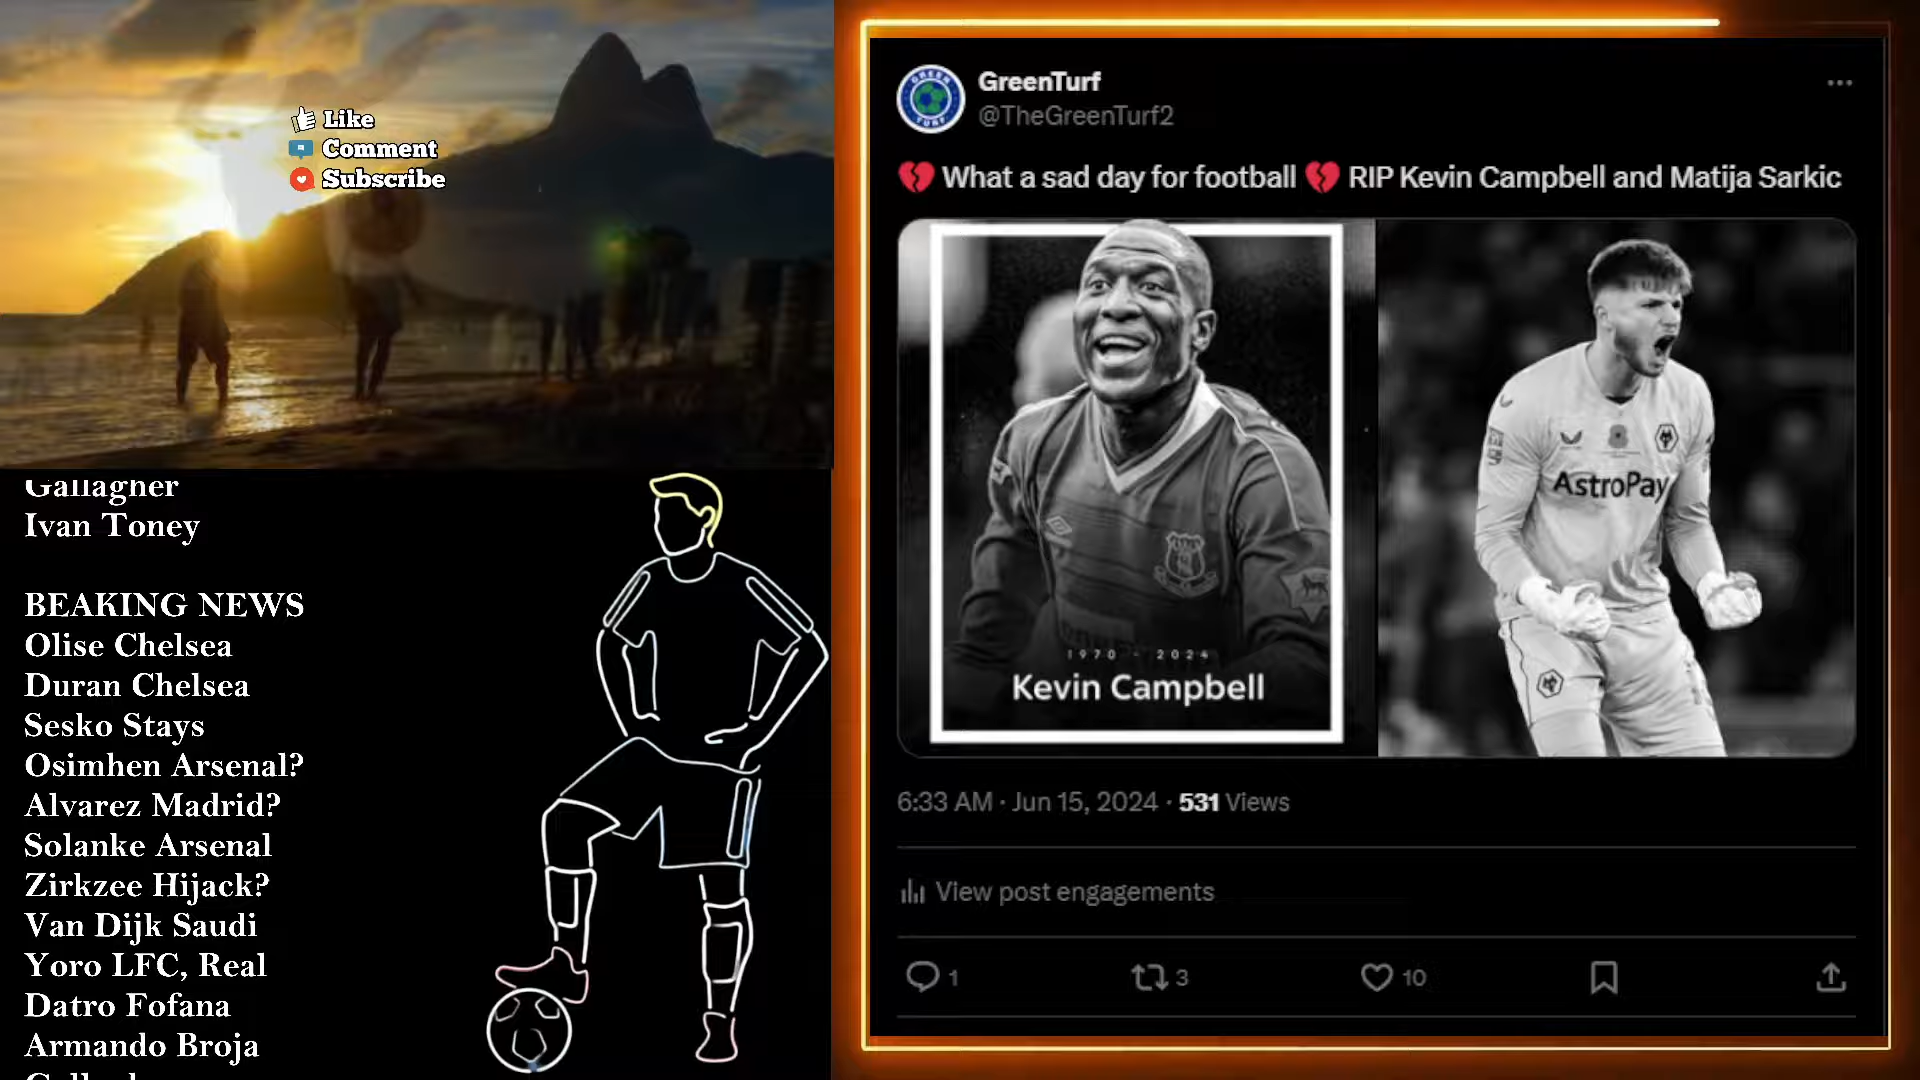 Like
Comment
Subscribe
Gallagher
Ivan Toney
BEAKING NEWS
Olise Chelsea
Duran Chelsea
Sesko Stays
Osimhen Arsenal?
Alvarez Madrid?
Solanke Arsenal
Zirkzee Hijack?
Van Dijk Saudi
Yoro LFC, Real
Datro Fofana
Armando Broja
GreenTurf
@TheGreenTurf2
What a sad day for football RIP Kevin Campbell and Matija Sarkic
1970 - 2024
Kevin Campbell
AstroPay
6:33 AM · Jun 15, 2024 · 531 Views
View post engagements
1
3
10